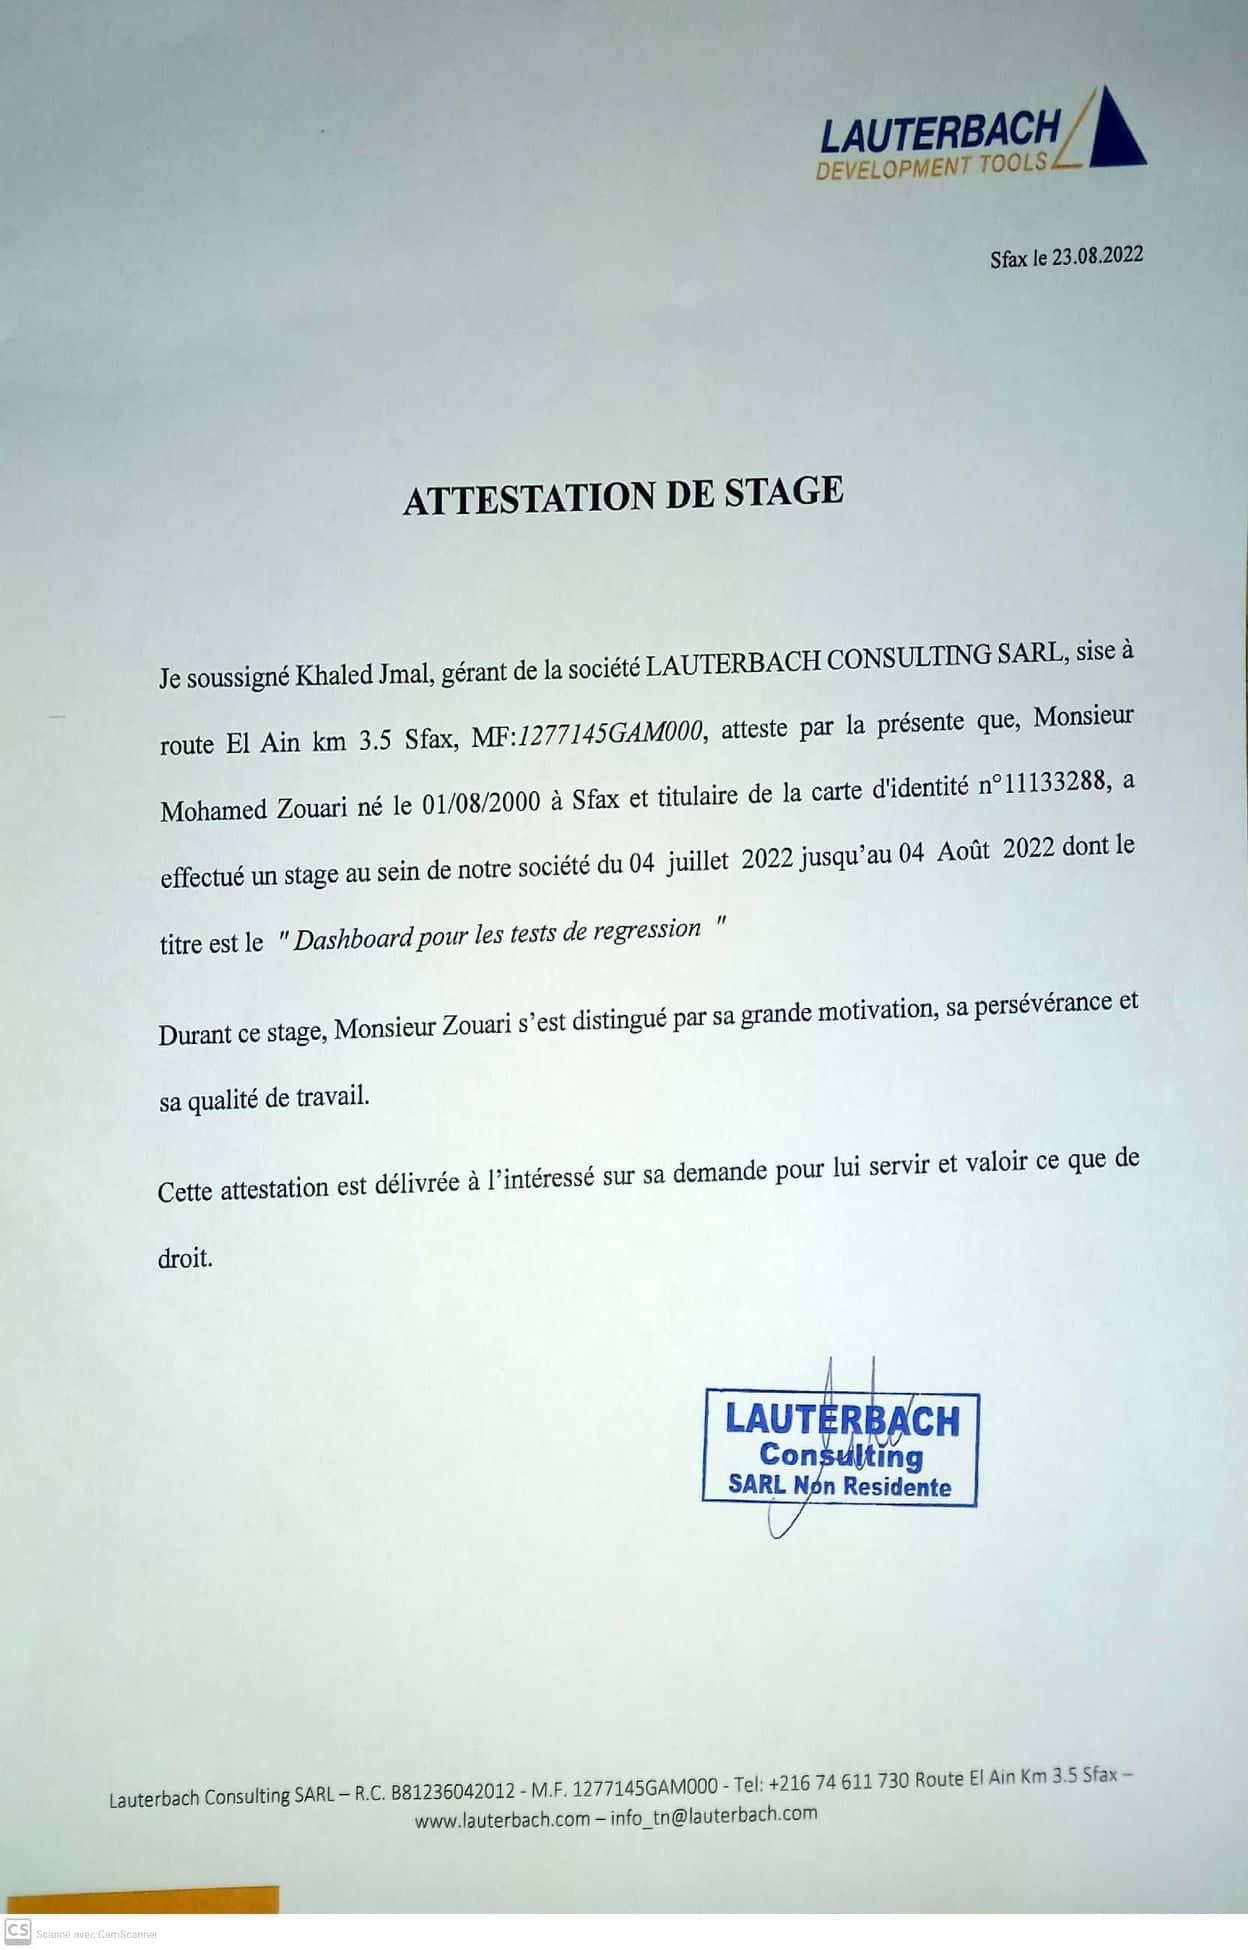 LAUTERBACH
DEVELOPMENT TOOLS
Sfax le 23.08.2022
ATTESTATION DE STAGE
Je soussigné Khaled Jmal, gérant de la société LAUTERBACH CONSULTING SARL, sise à
route El Ain km 3.5 Sfax, MF:1277145GAM000, atteste par la présente que, Monsieur
Mohamed Zouari né le 01/08/2000 à Sfax et titulaire de la carte d'identité n°11133288, a
effectué un stage au sein de notre société du 04 juillet 2022 jusqu’au 04 Août 2022 dont le
titre est le " Dashboard pour les tests de regression "
Durant ce stage, Monsieur Zouari s’est distingué par sa grande motivation, sa persévérance et
sa qualité de travail.
Cette attestation est délivrée à l’intéressé sur sa demande pour lui servir et valoir ce que de
droit.
LAUTERBACH
Consulting
SARL Non Residente
Lauterbach Consulting SARL – R.C. B81236042012 - M.F. 1277145GAM000 - Tel: +216 74 611 730 Route El Ain Km 3.5 Sfax –
www.lauterbach.com – info_tn@lauterbach.com
CS Scanné avec CamScanner